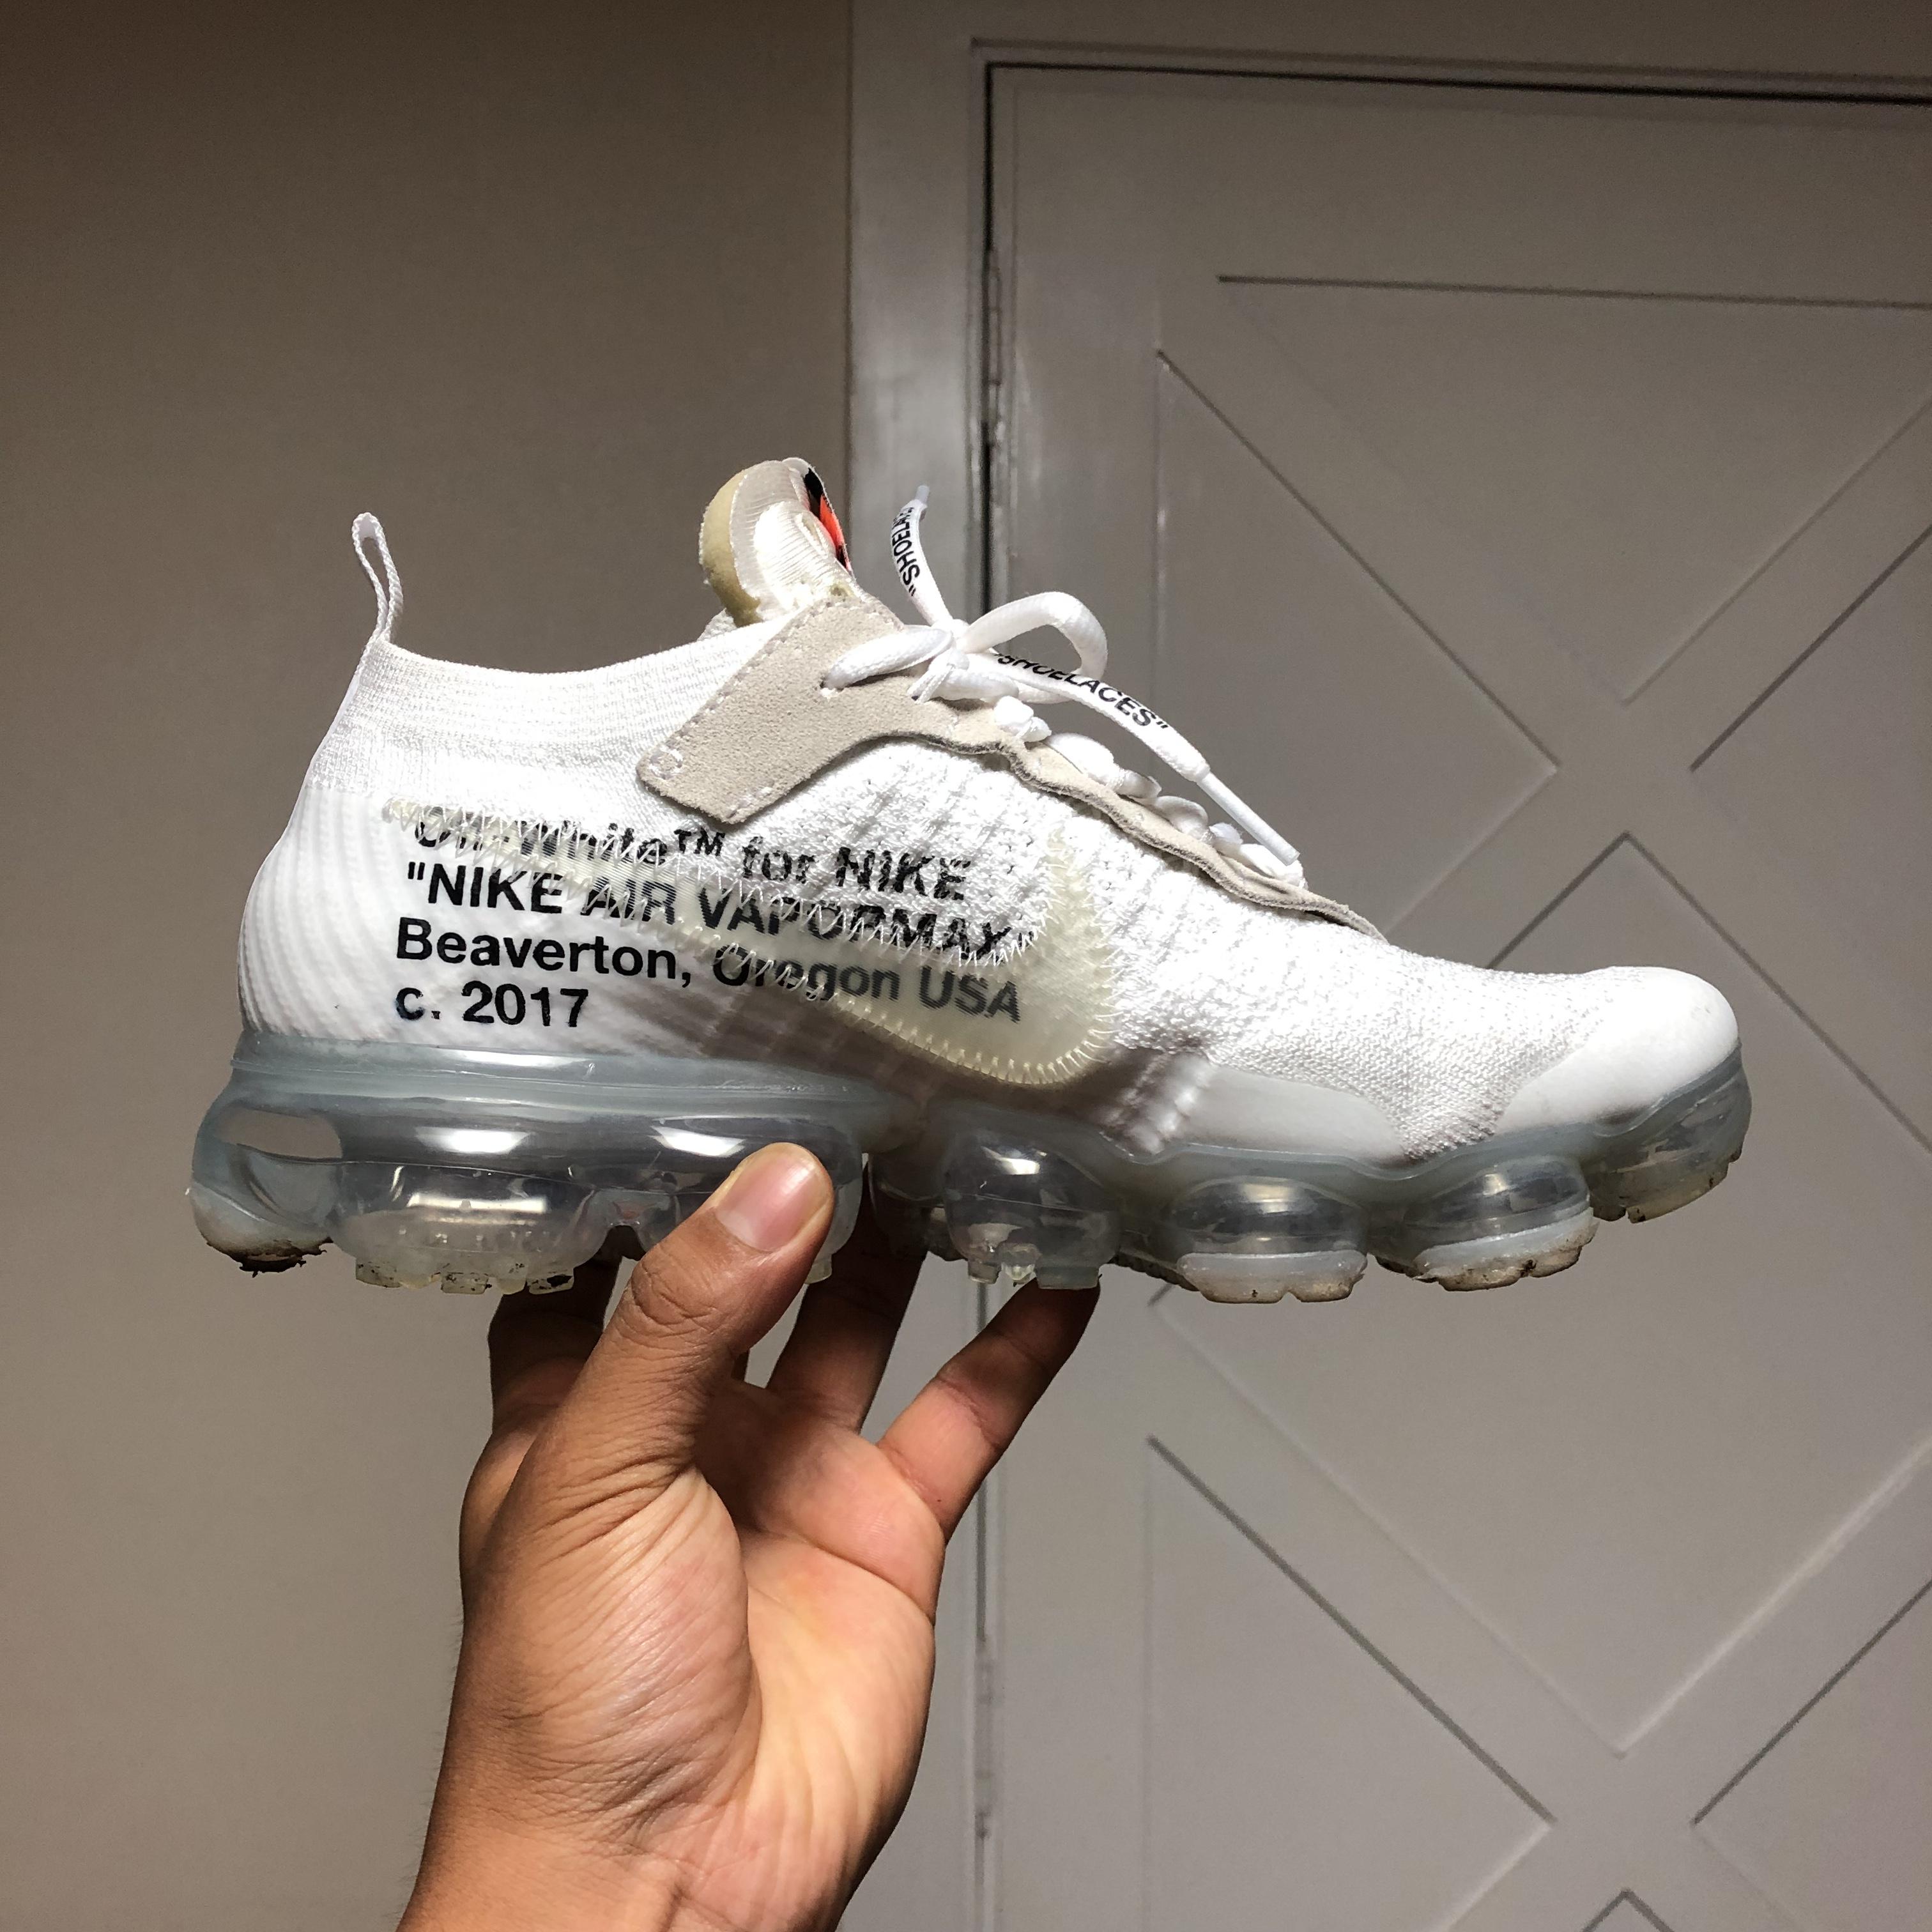 "SHOELACES"
"SHOELACES"
Off-White™ for NIKE
"NIKE AIR VAPORMAX"
Beaverton, Oregon USA
c. 2017